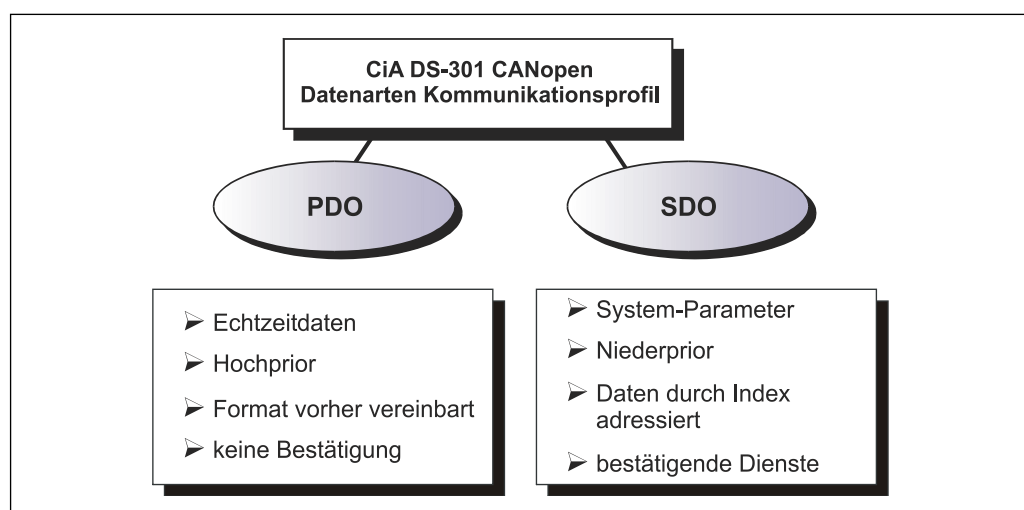 CiA DS-301 CANopen
Datenarten Kommunikationsprofil
PDO
SDO
Echtzeitdaten
Hochprior
Format vorher vereinbart
keine Bestätigung
System-Parameter
Niederprior
Daten durch Index
adressiert
bestätigende Dienste